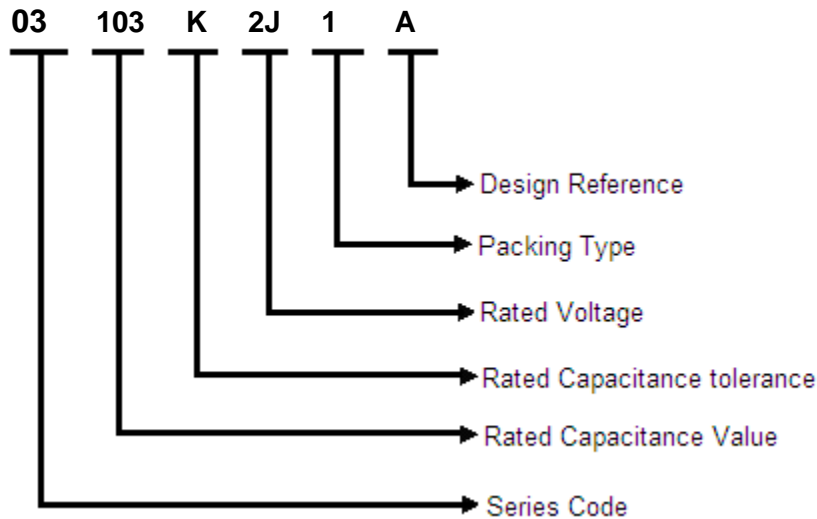 03 103 K 2J 1 A
Design Reference
Packing Type
Rated Voltage
Rated Capacitance tolerance
Rated Capacitance Value
Series Code